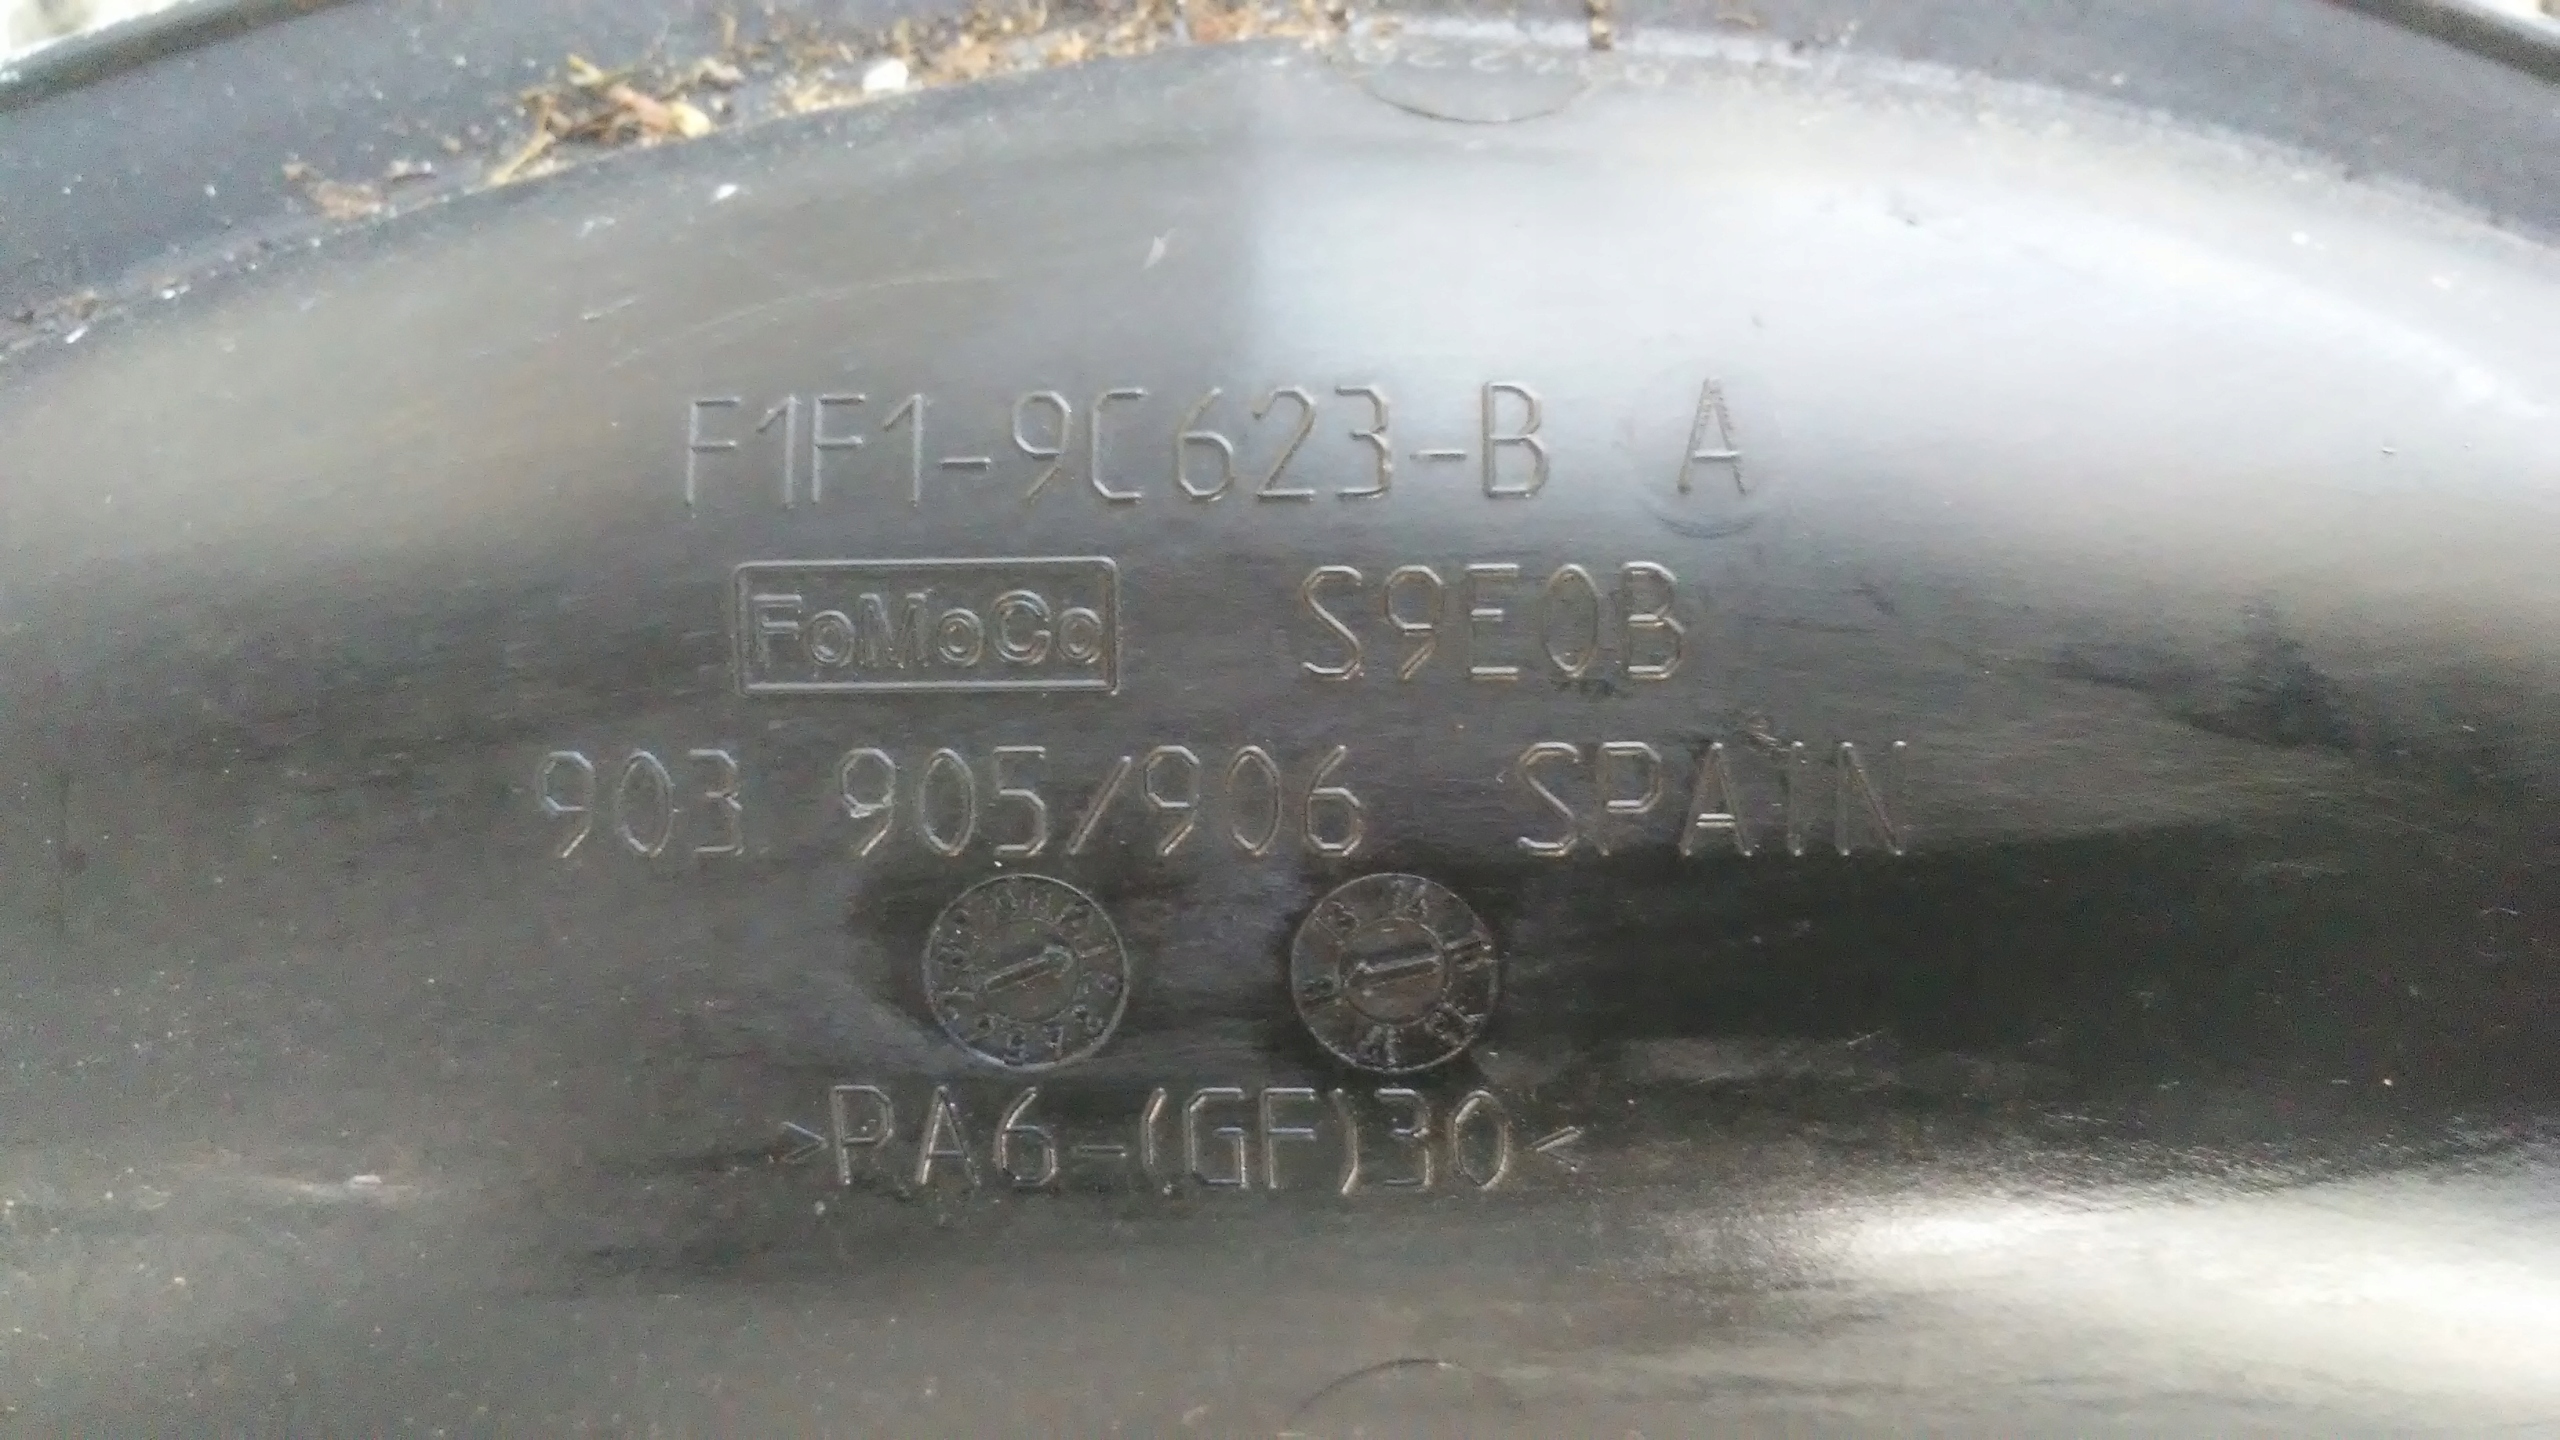 F1F1-9C623-B A
FoMoCo S9E0B
903 905/906 SPAIN
>PA6-(GF)30<